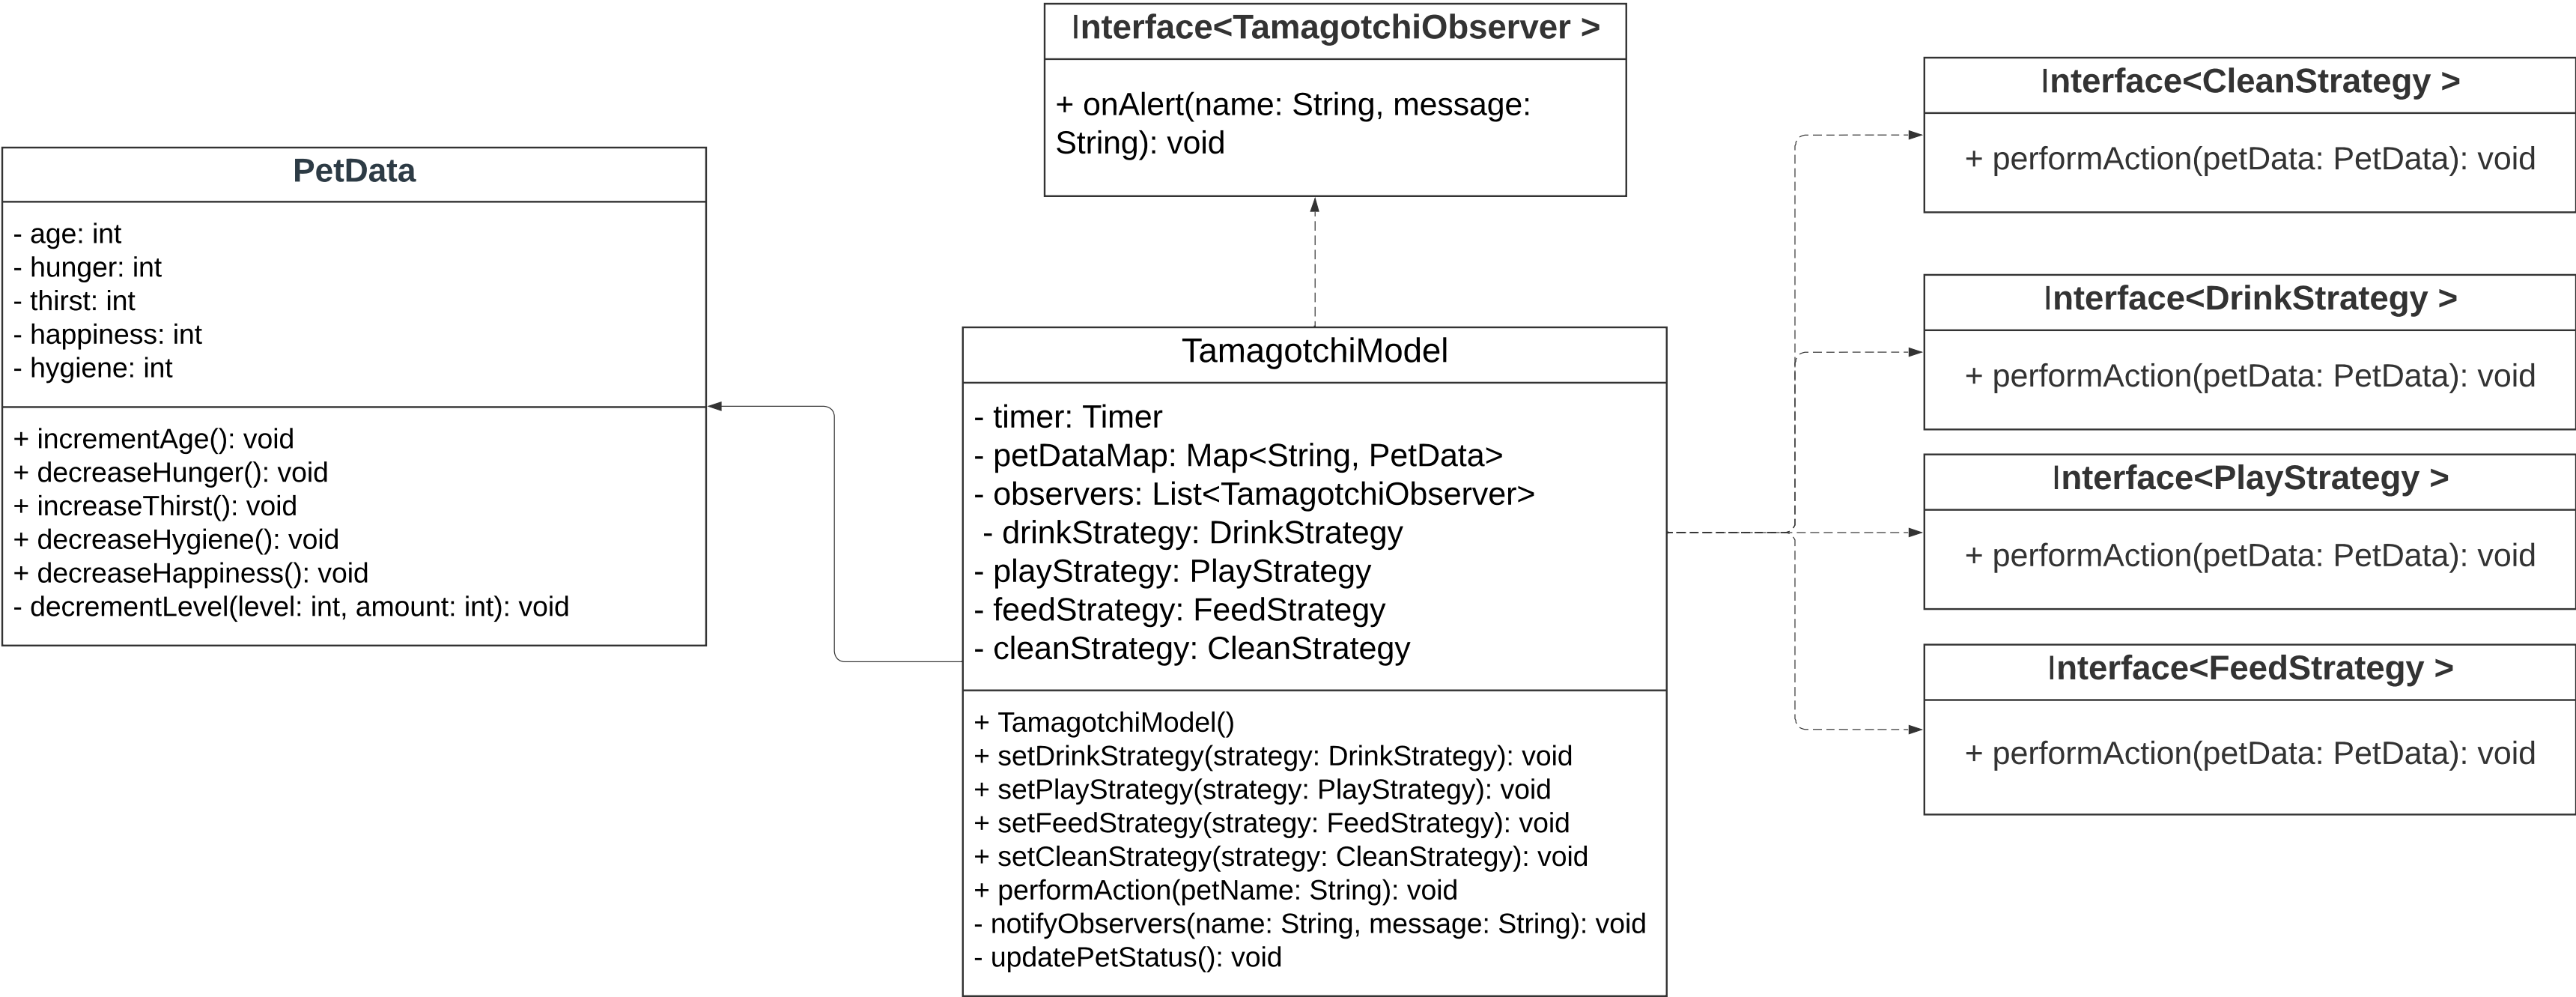 Interface<TamagotchiObserver >
+ onAlert(name: String, message:
String): void
Interface<CleanStrategy >
+ performAction(petData: PetData): void
PetData
- age: int
- hunger: int
- thirst: int
- happiness: int
- hygiene: int
+ incrementAge(): void
+ decreaseHunger(): void
+ increaseThirst(): void
+ decreaseHygiene(): void
+ decreaseHappiness(): void
- decrementLevel(level: int, amount: int): void
Interface<DrinkStrategy >
+ performAction(petData: PetData): void
TamagotchiModel
- timer: Timer
- petDataMap: Map<String, PetData>
- observers: List<TamagotchiObserver>
- drinkStrategy: DrinkStrategy
- playStrategy: PlayStrategy
- feedStrategy: FeedStrategy
- cleanStrategy: CleanStrategy
+ TamagotchiModel()
+ setDrinkStrategy(strategy: DrinkStrategy): void
+ setPlayStrategy(strategy: PlayStrategy): void
+ setFeedStrategy(strategy: FeedStrategy): void
+ setCleanStrategy(strategy: CleanStrategy): void
+ performAction(petName: String): void
- notifyObservers(name: String, message: String): void
- updatePetStatus(): void
Interface<PlayStrategy >
+ performAction(petData: PetData): void
Interface<FeedStrategy >
+ performAction(petData: PetData): void